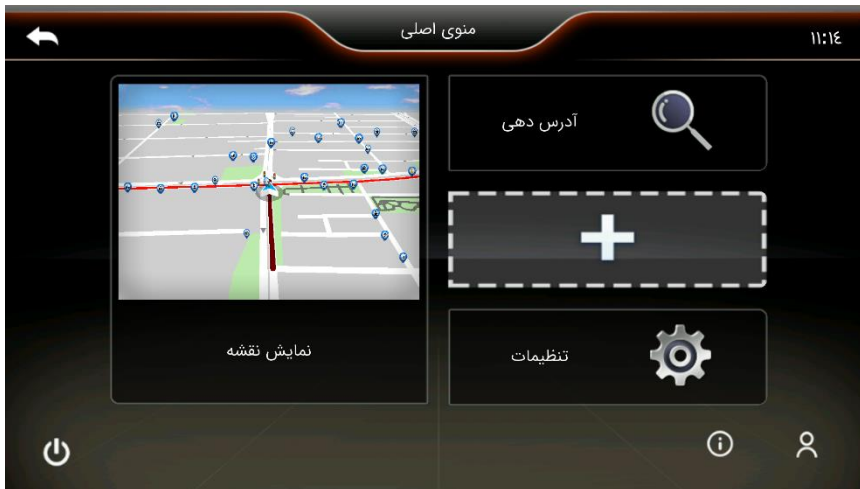 منوی اصلی
۱۱:۱٤
آدرس دهی
تنظیمات
نمایش نقشه